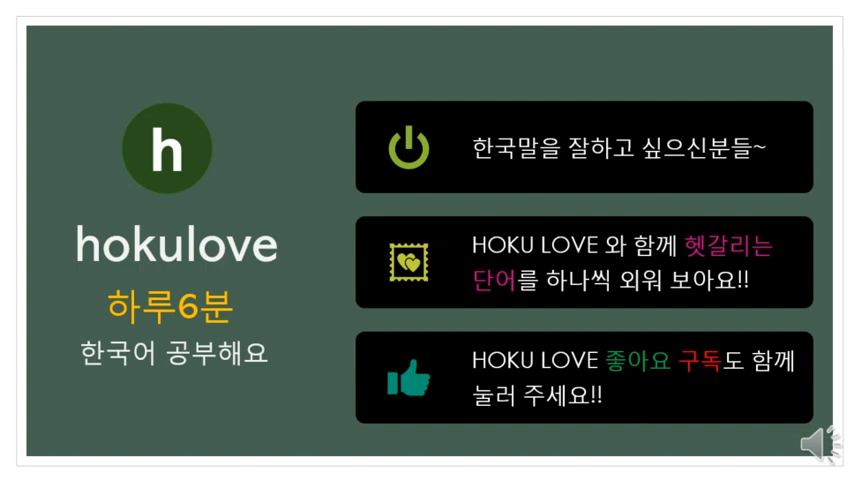 h
hokulove
하루6분
한국어 공부해요
한국말을 잘하고 싶으신분들~
HOKU LOVE 와 함께 헷갈리는
단어를 하나씩 외워 보아요!!
HOKU LOVE 좋아요 구독도 함께
눌러 주세요!!